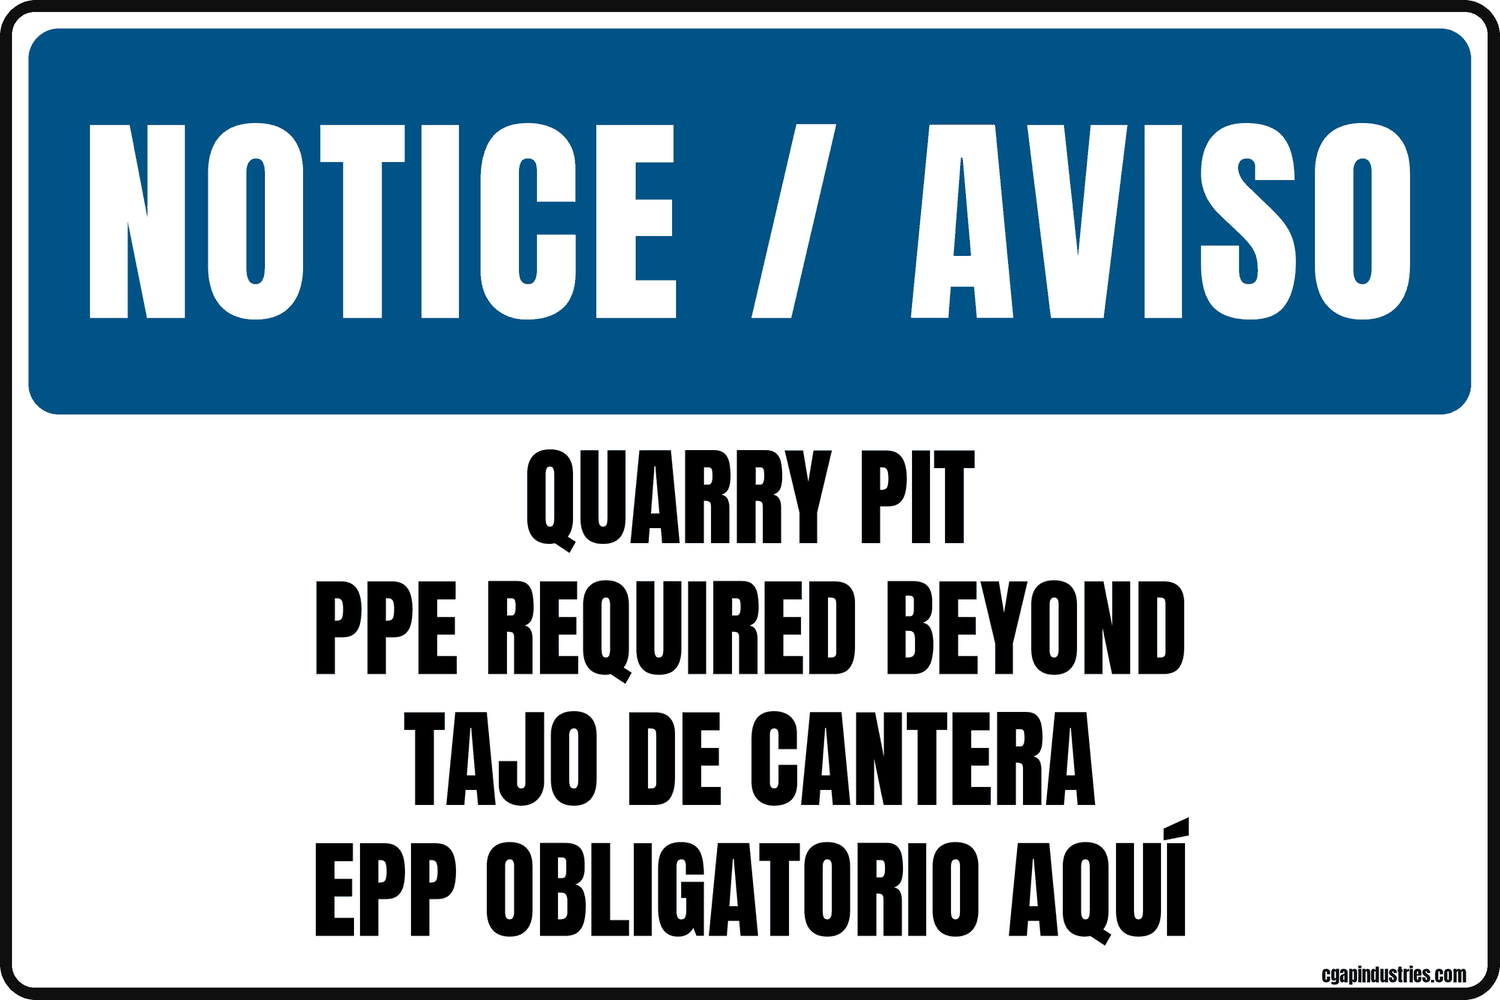 NOTICE / AVISO
QUARRY PIT
PPE REQUIRED BEYOND
TAJO DE CANTERA
EPP OBLIGATORIO AQUÍ
cgapindustries.com